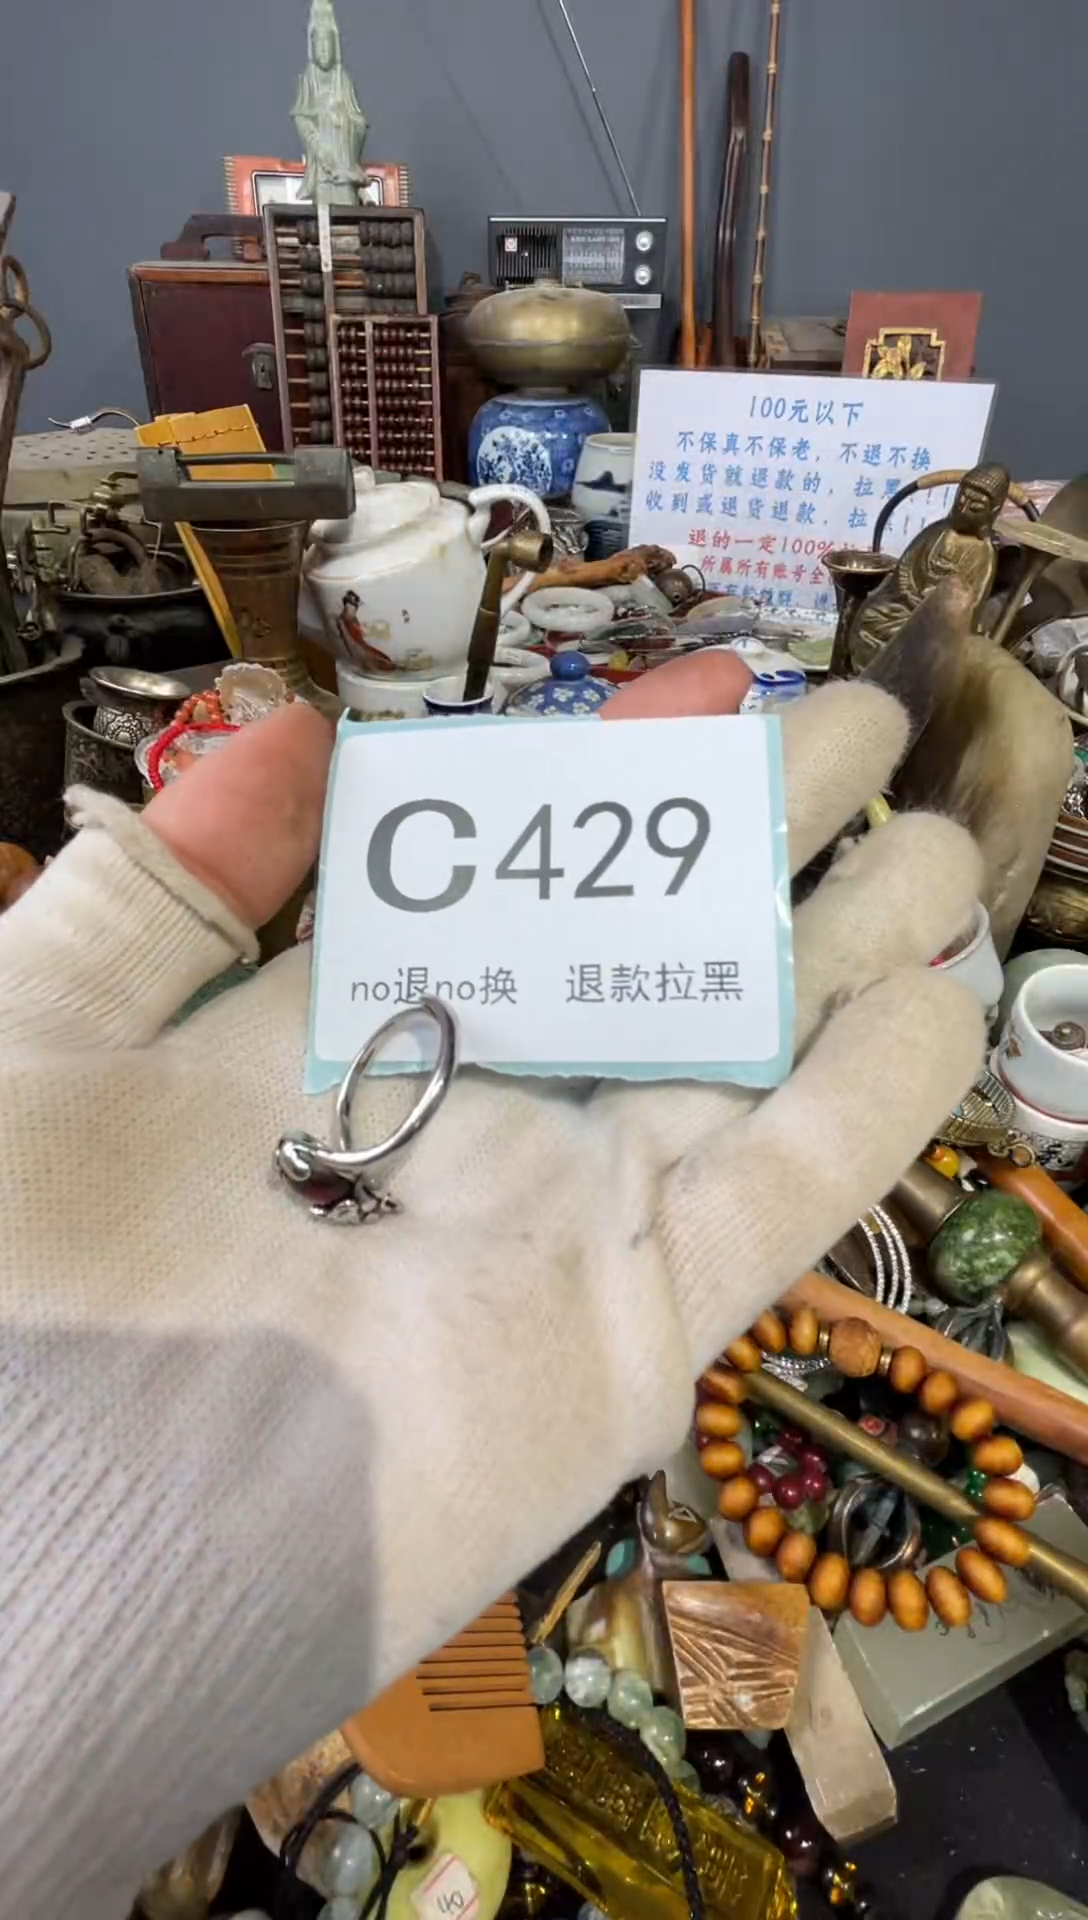 100元以下
不保真不保老，不退不换
没发货就退款的，拉黑！！！
收到或退货退款，拉
退的一定100%
所属所有账号全
C429
no退no换 退款拉黑
40